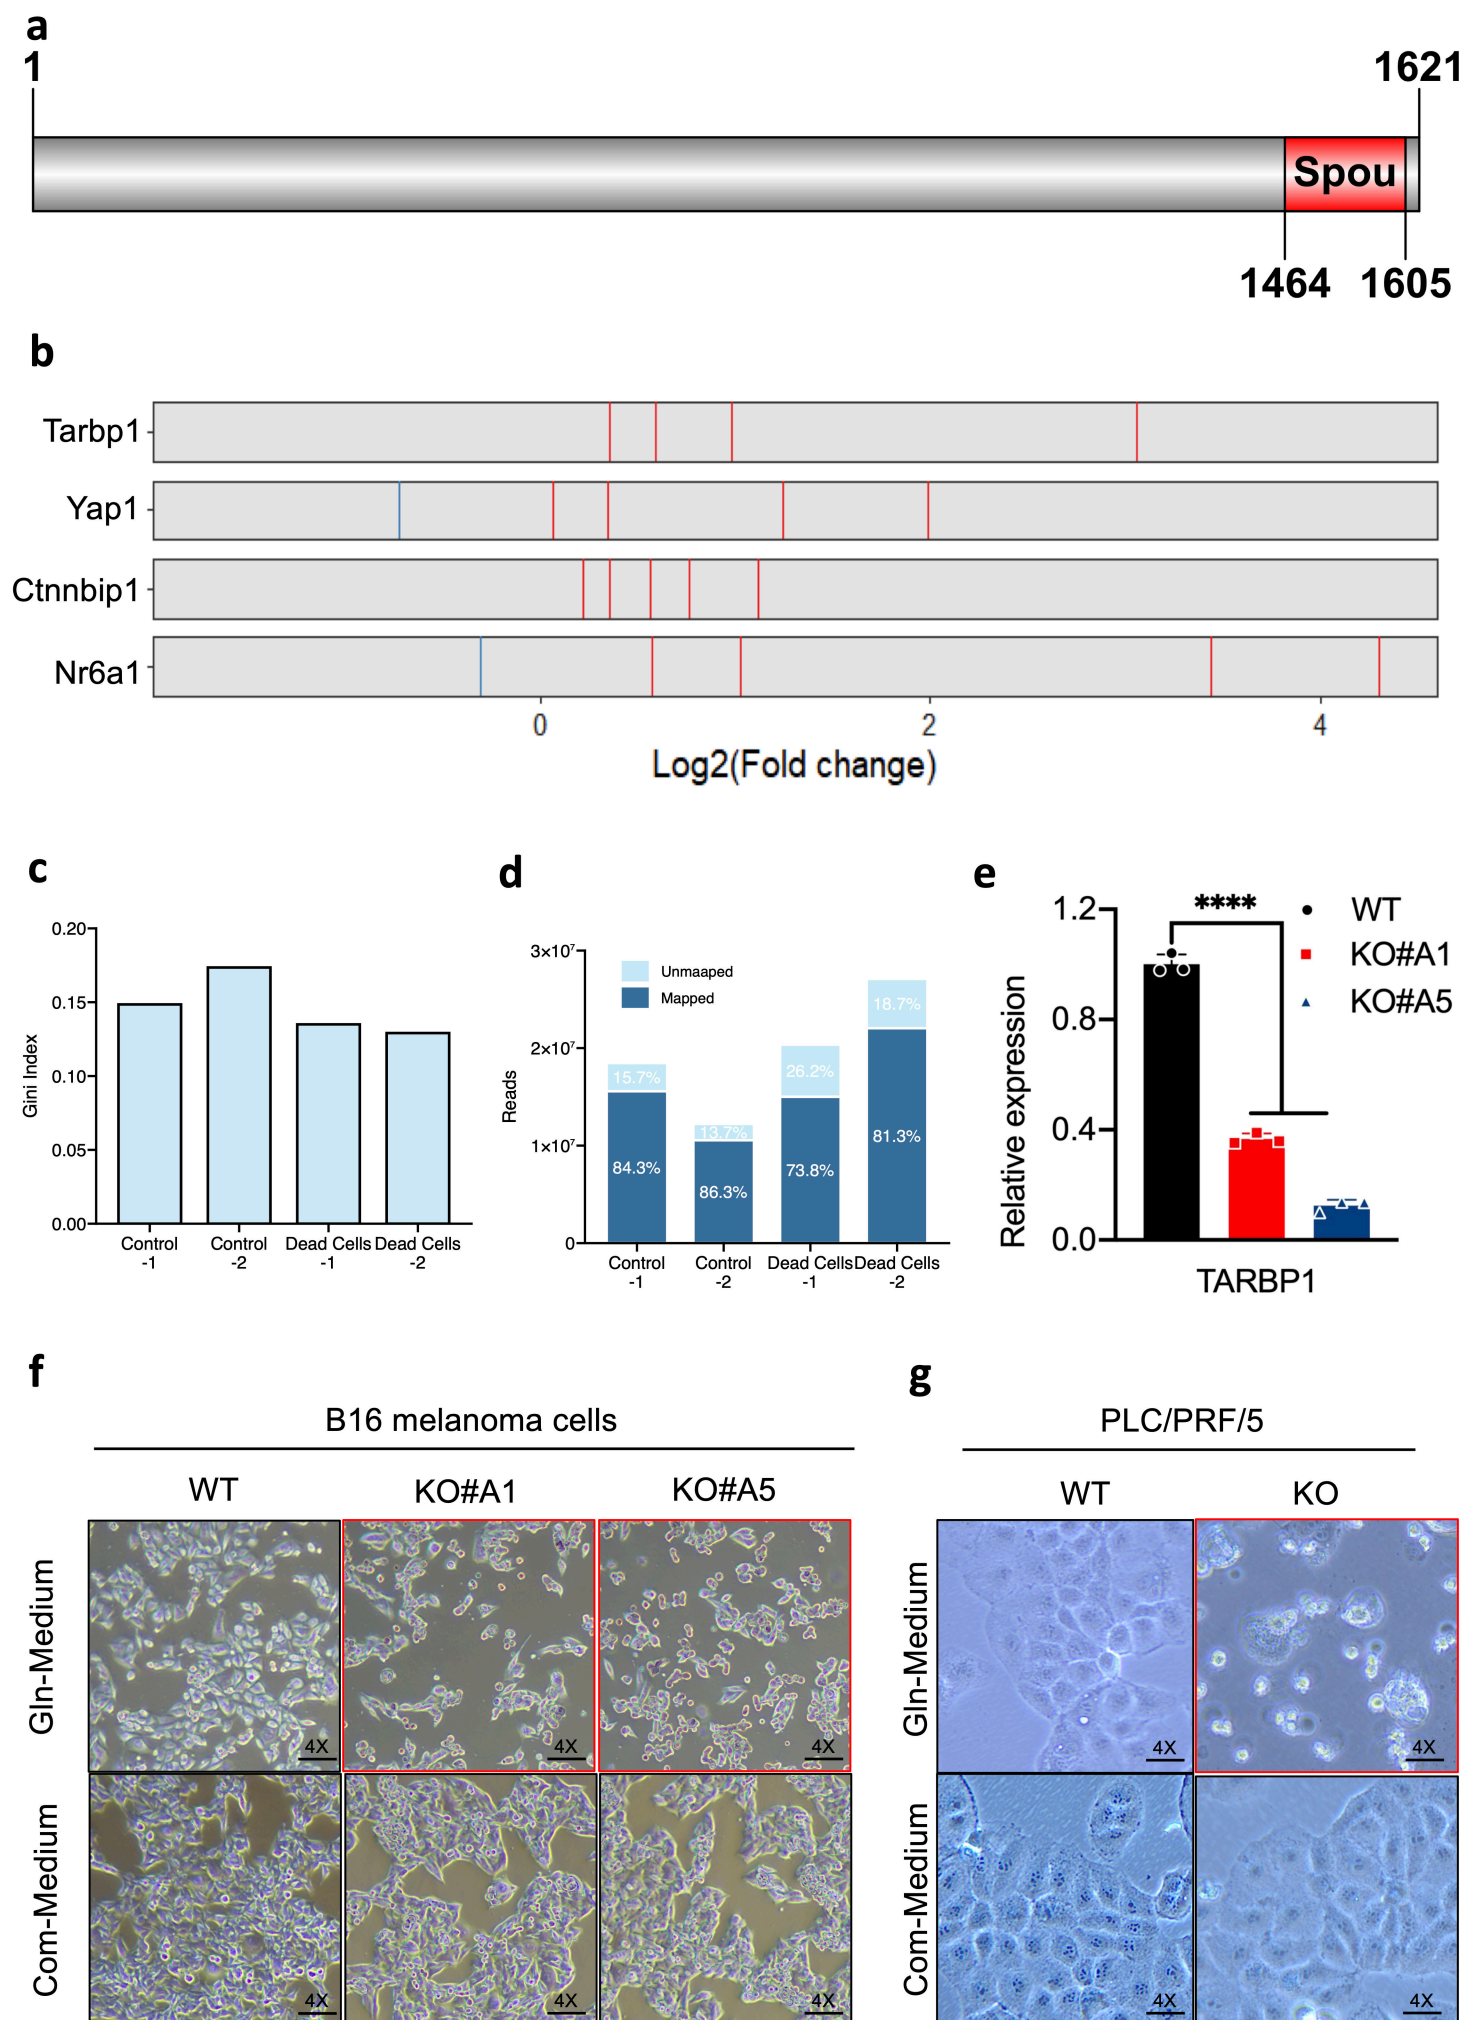 a
1
1621
Spou
1464
1605
b
Tarbp1
Yap1
Ctnnbip1
Nr6a1
0
2
4
Log2(Fold change)
c
0.20
0.15
0.10
0.05
0.00
Gini Index
Control
-1
Control
-2
Dead Cells
-1
Dead Cells
-2
d
3×10⁷
2×10⁷
1×10⁷
0
Reads
Unmaaped
Mapped
15.7%
84.3%
13.7%
86.3%
26.2%
73.8%
18.7%
81.3%
Control
-1
Control
-2
Dead Cells
-1
Dead Cells
-2
e
1.2
0.8
0.4
0.0
Relative expression
****
WT
KO#A1
KO#A5
TARBP1
f
B16 melanoma cells
WT
KO#A1
KO#A5
Gln-Medium
4X
4X
4X
Com-Medium
4X
4X
4X
g
PLC/PRF/5
WT
KO
Gln-Medium
4X
4X
Com-Medium
4X
4X